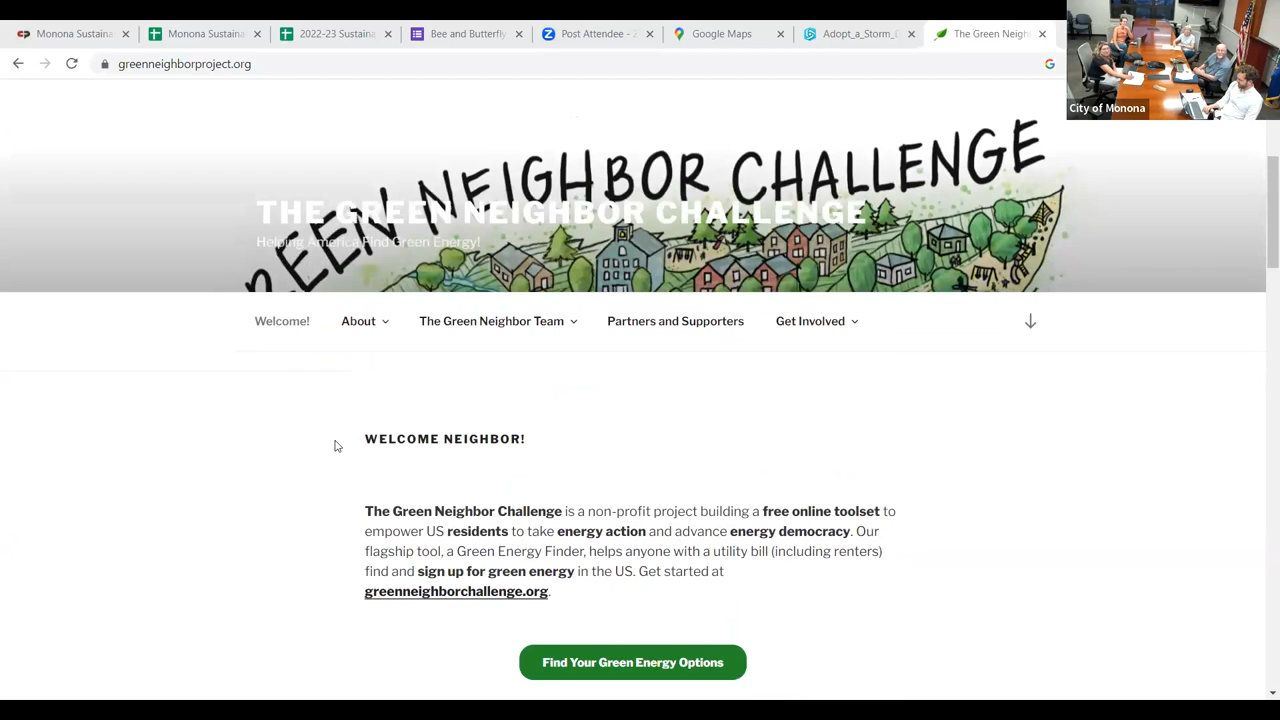 Monona Sustaina
Monona Sustaina
2022-23 Sustain
Bee and Butterfly
Post Attendee - Z
Google Maps
Adopt_a_Storm_D
The Green Neigh
greenneighborproject.org
City of Monona
REEN NEIGHBOR CHALLENGE
THE GREEN NEIGHBOR CHALLENGE
Helping America Find Green Energy!
Welcome!
About
The Green Neighbor Team
Partners and Supporters
Get Involved
WELCOME NEIGHBOR!
The Green Neighbor Challenge is a non-profit project building a free online toolset to
empower US residents to take energy action and advance energy democracy. Our
flagship tool, a Green Energy Finder, helps anyone with a utility bill (including renters)
find and sign up for green energy in the US. Get started at
greenneighborchallenge.org.
Find Your Green Energy Options